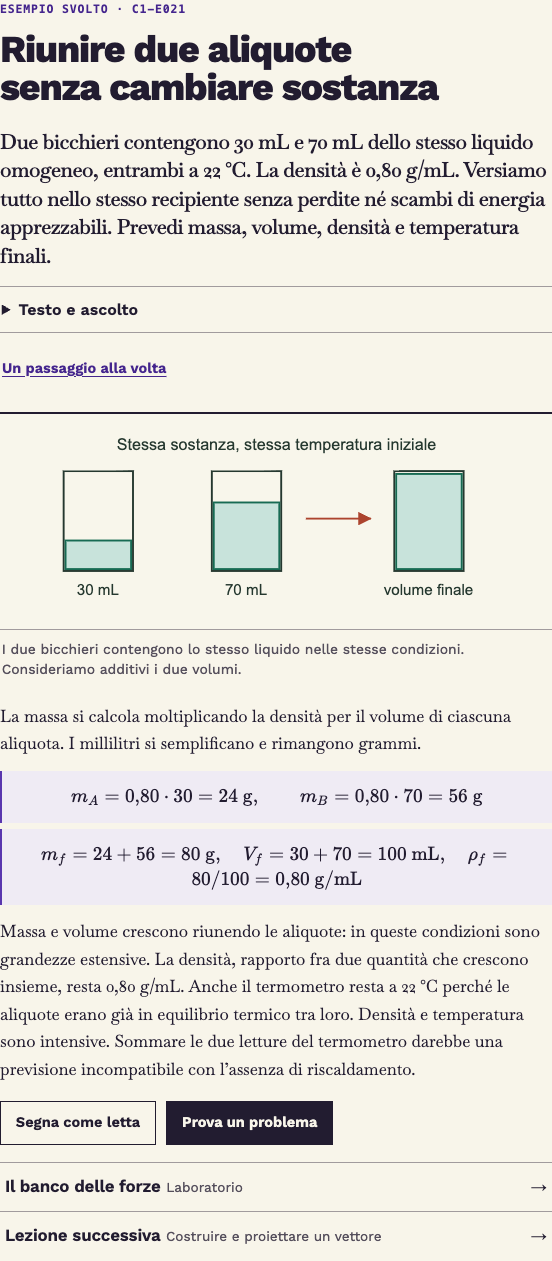 ESEMPIO SVOLTO · C1-E021
Riunire due aliquote
senza cambiare sostanza
Due bicchieri contengono 30 mL e 70 mL dello stesso liquido
omogeneo, entrambi a 22 °C. La densità è 0,80 g/mL. Versiamo
tutto nello stesso recipiente senza perdite né scambi di energia
apprezzabili. Prevedi massa, volume, densità e temperatura
finali.
▶ Testo e ascolto
Un passaggio alla volta
Stessa sostanza, stessa temperatura iniziale
30 mL 70 mL volume finale
I due bicchieri contengono lo stesso liquido nelle stesse condizioni.
Consideriamo additivi i due volumi.
La massa si calcola moltiplicando la densità per il volume di ciascuna
aliquota. I millilitri si semplificano e rimangono grammi.
m_A = 0,80 · 30 = 24 g, m_B = 0,80 · 70 = 56 g
m_f = 24 + 56 = 80 g, V_f = 30 + 70 = 100 mL, ρ_f =
80/100 = 0,80 g/mL
Massa e volume crescono riunendo le aliquote: in queste condizioni sono
grandezze estensive. La densità, rapporto fra due quantità che crescono
insieme, resta 0,80 g/mL. Anche il termometro resta a 22 °C perché le
aliquote erano già in equilibrio termico tra loro. Densità e temperatura
sono intensive. Sommare le due letture del termometro darebbe una
previsione incompatibile con l'assenza di riscaldamento.
Segna come letta Prova un problema
Il banco delle forze Laboratorio →
Lezione successiva Costruire e proiettare un vettore →